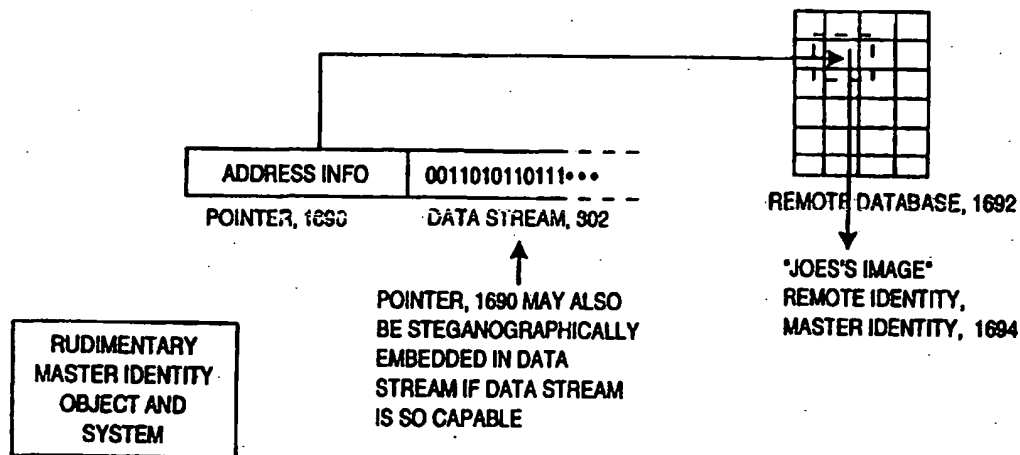 ADDRESS INFO
0011010110111•••
POINTER, 1690
DATA STREAM, 302
REMOTE DATABASE, 1692
"JOES'S IMAGE"
REMOTE IDENTITY,
MASTER IDENTITY, 1694
POINTER, 1690 MAY ALSO
BE STEGANOGRAPHICALLY
EMBEDDED IN DATA
STREAM IF DATA STREAM
IS SO CAPABLE
RUDIMENTARY
MASTER IDENTITY
OBJECT AND
SYSTEM